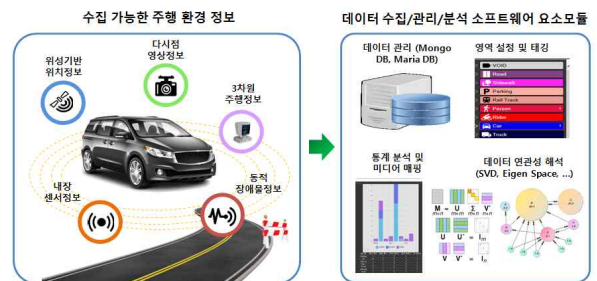 수집 가능한 주행 환경 정보
위성기반
위치정보
다시점
영상정보
3차원
주행정보
내장
센서정보
동적
장애물정보
데이터 수집/관리/분석 소프트웨어 요소모듈
데이터 관리 (Mongo
DB, Maria DB)
영역 설정 및 태깅
VOID
Road
Sidewalk
Parking
Rail Track
Person
Rider
Car
Truck
통계 분석 및
미디어 매핑
데이터 연관성 해석
(SVD, Eigen Space, ...)
M = U Σ V*
U U* = Im
V V* = In